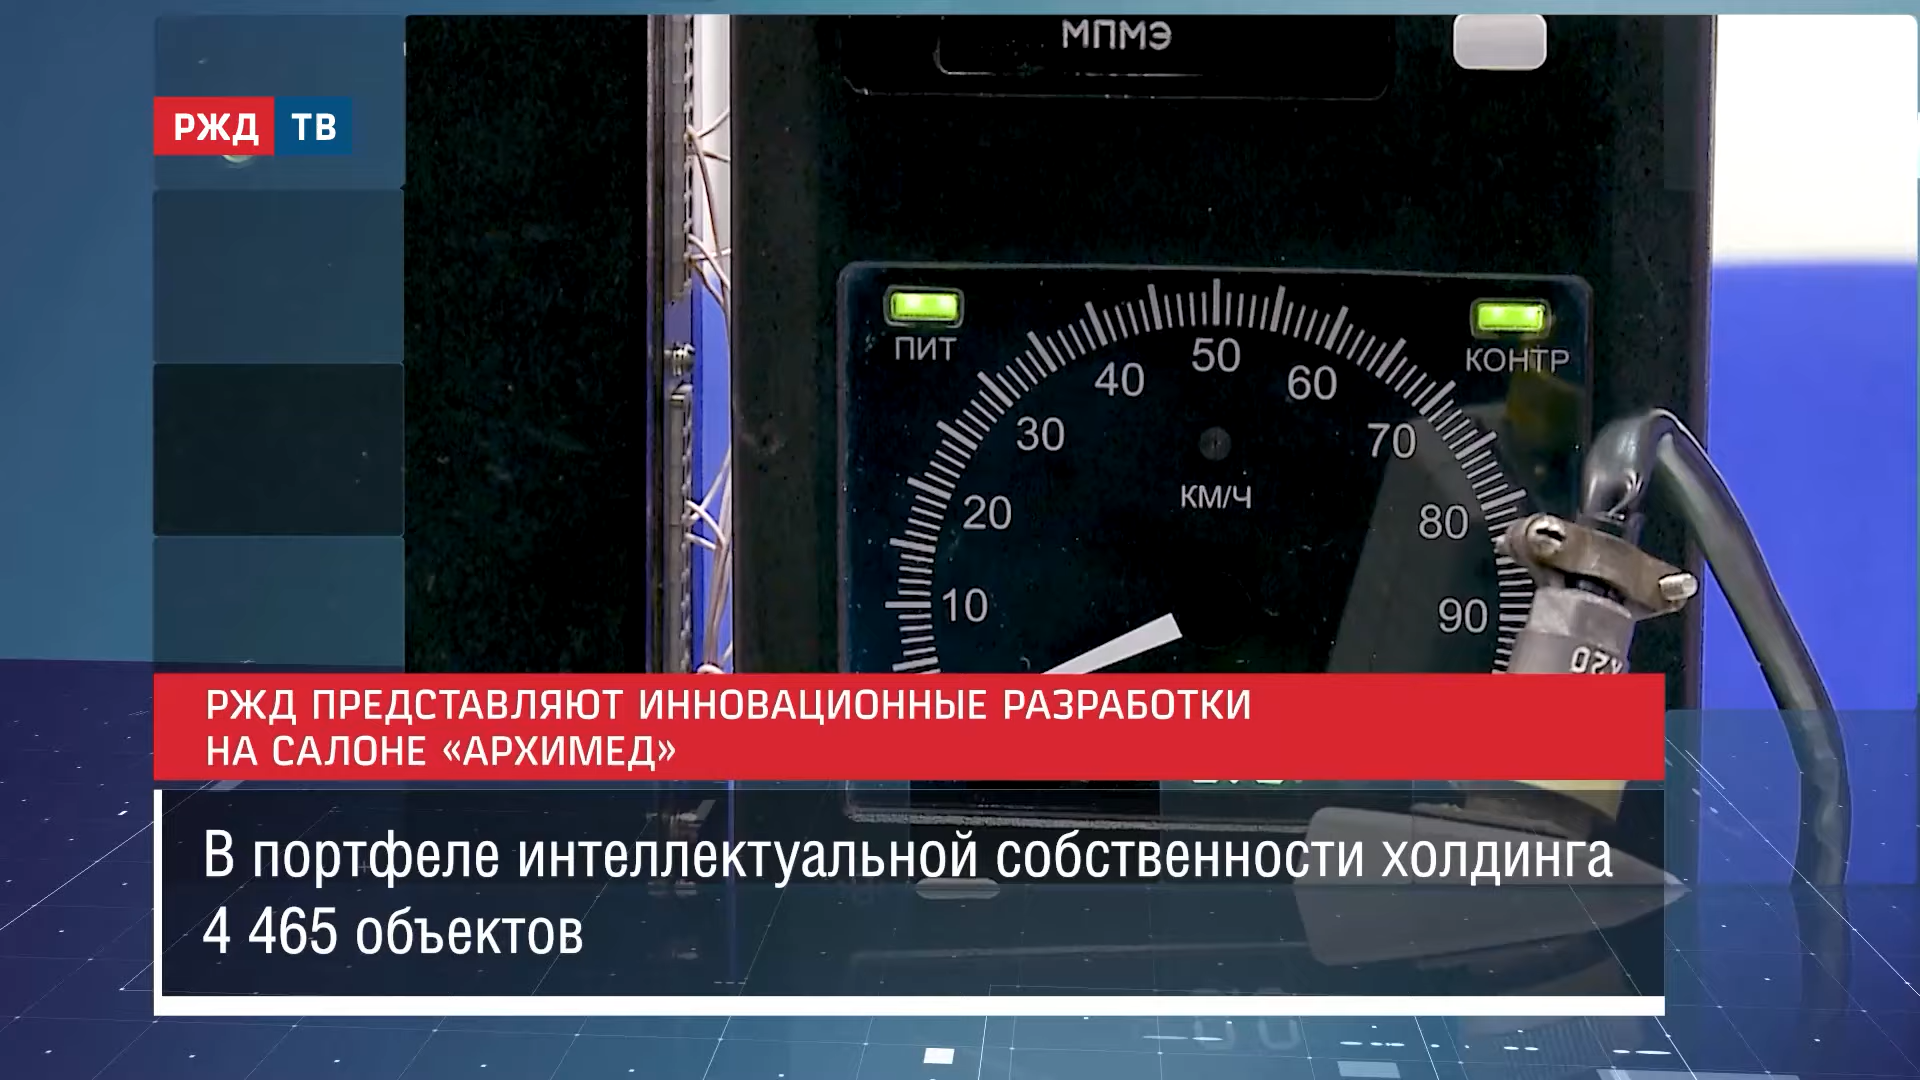 МПМЭ
РЖД ТВ
ПИТ
КОНТР
50
40
60
30
70
КМ/Ч
20
80
10
90
РЖД ПРЕДСТАВЛЯЮТ ИННОВАЦИОННЫЕ РАЗРАБОТКИ
НА САЛОНЕ «АРХИМЕД»
В портфеле интеллектуальной собственности холдинга
4 465 объектов